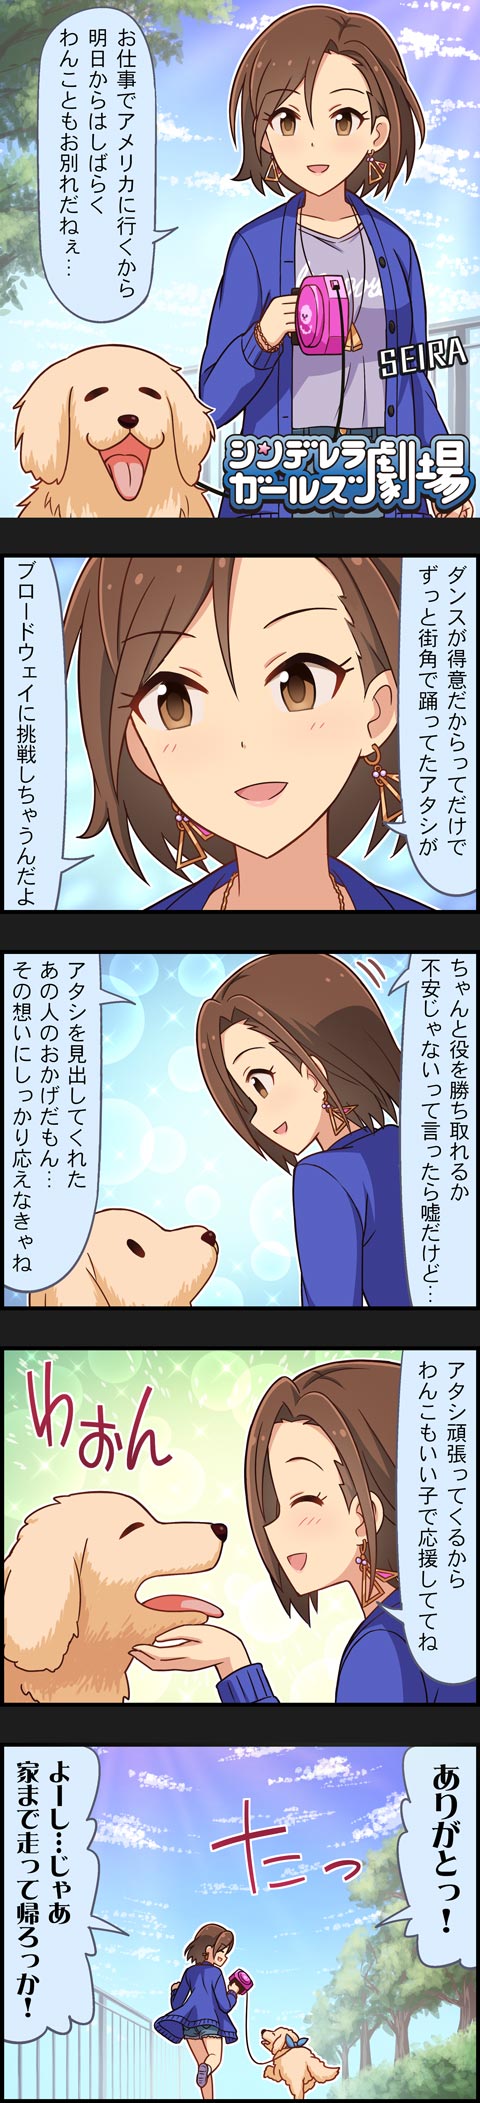 お仕事でアメリカに行くから
明日からはしばらく
わんこともお別れだねぇ…
SEIRA
シンデレラ
ガールズ劇場
ダンスが得意だからってだけで
ずっと街角で踊ってたアタシが
ブロードウェイに挑戦しちゃうんだよ
ちゃんと役を勝ち取れるか
不安じゃないって言ったら嘘だけど…
アタシを見出してくれた
あの人のおかげだもん…
その想いにしっかり応えなきゃね
アタシ頑張ってくるから
わんこもいい子で応援しててね
わおん
ありがとっ！
たっ
よーし…じゃあ
家まで走って帰ろっか！